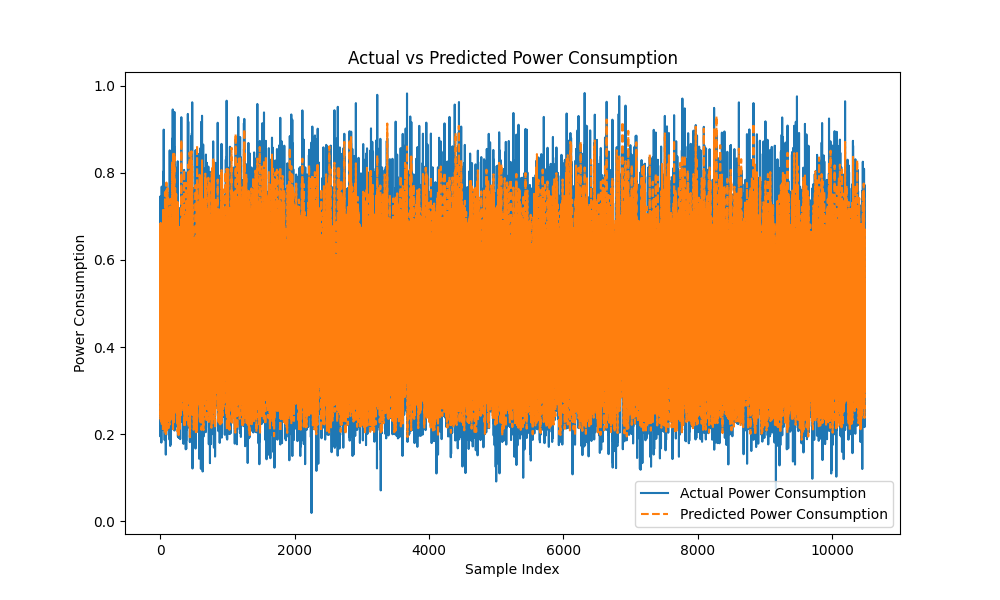 Actual vs Predicted Power Consumption
1.0
0.8
0.6
0.4
0.2
0.0
Power Consumption
Actual Power Consumption
Predicted Power Consumption
0 2000 4000 6000 8000 10000
Sample Index